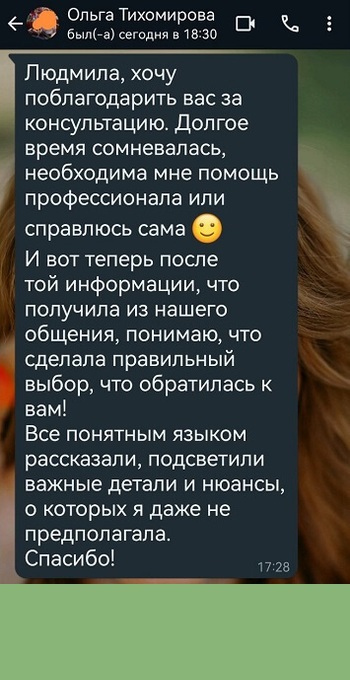 Ольга Тихомирова
был(-а) сегодня в 18:30
Людмила, хочу
поблагодарить вас за
консультацию. Долгое
время сомневалась,
необходима мне помощь
профессионала или
справлюсь сама 🙂
И вот теперь после
той информации, что
получила из нашего
общения, понимаю, что
сделала правильный
выбор, что обратилась к
вам!
Все понятным языком
рассказали, подсветили
важные детали и нюансы,
о которых я даже не
предполагала.
Спасибо!
17:28